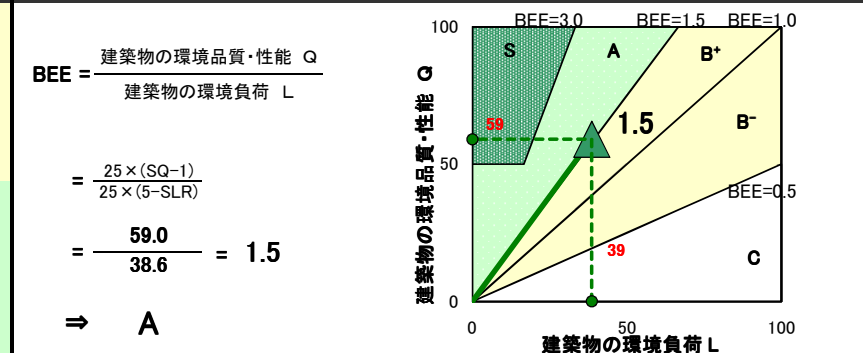 BEE = 建築物の環境品質・性能 Q
建築物の環境負荷 L
= 25×(SQ-1)
25×(5-SLR)
= 59.0
38.6
= 1.5
⇒ A
BEE=3.0 BEE=1.5 BEE=1.0
100
S A B+
59 1.5 B-
50
BEE=0.5
39 C
0
0 50 100
建築物の環境品質・性能 Q
建築物の環境負荷 L